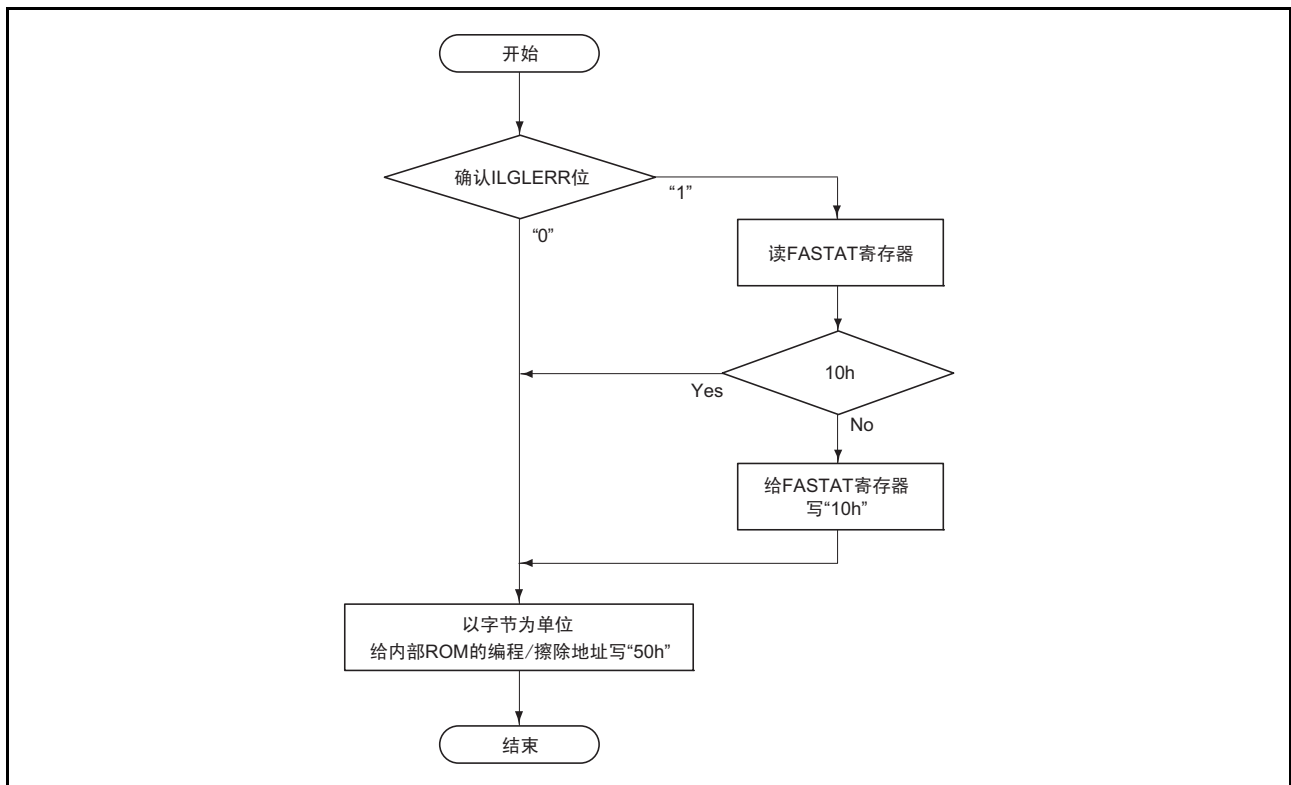 开始
确认ILGLERR位
“1”
“0”
读FASTAT寄存器
10h
Yes
No
给FASTAT寄存器
写“10h”
以字节为单位
给内部ROM的编程/擦除地址写“50h”
结束